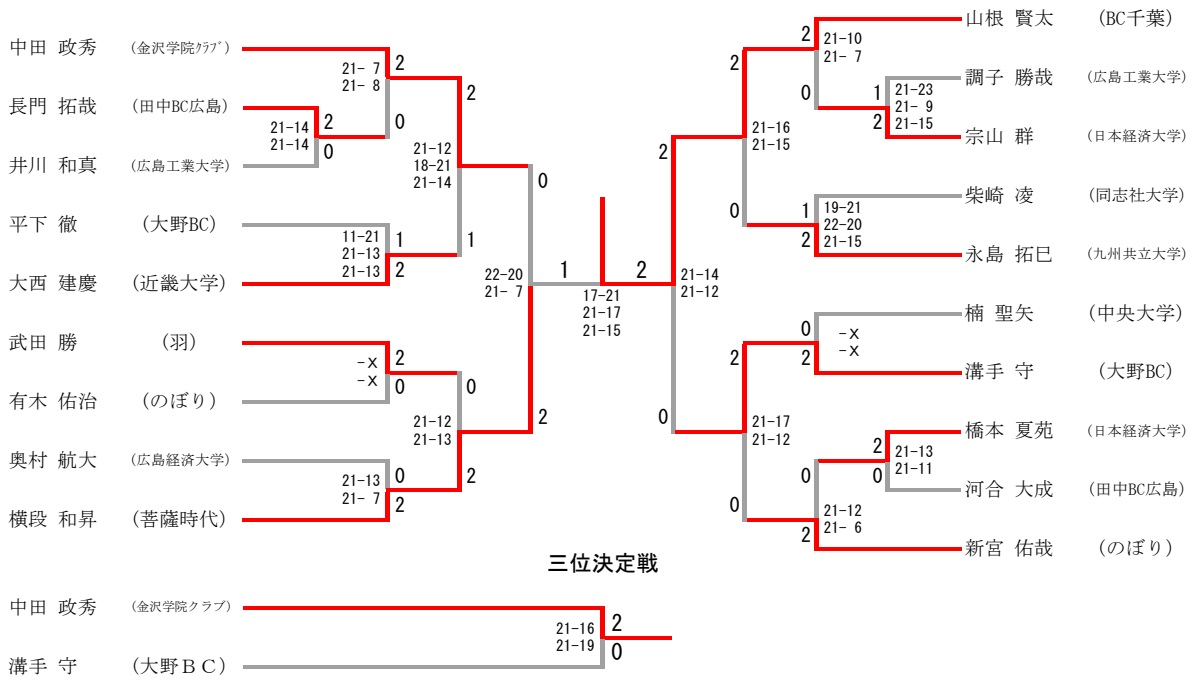 中田 政秀 (金沢学院ｸﾗﾌﾞ)
2
21- 7
21- 8
長門 拓哉 (田中BC広島)
2
0
21-14
21-14
2
0
井川 和真 (広島工業大学)
21-12
18-21
21-14
0
平下 徹 (大野BC)
11-21
21-13
21-13
1
2
1
大西 建慶 (近畿大学)
22-20
21- 7
1
武田 勝 (羽)
-X
-X
2
0
0
有木 佑治 (のぼり)
21-12
21-13
2
奥村 航大 (広島経済大学)
21-13
21- 7
0
2
2
横段 和昇 (菩薩時代)
17-21
21-17
21-15
2
山根 賢太 (BC千葉)
2
21-10
21- 7
2
調子 勝哉 (広島工業大学)
0
1
2
21-23
21- 9
21-15
宗山 群 (日本経済大学)
21-16
21-15
2
柴崎 凌 (同志社大学)
0
1
2
19-21
22-20
21-15
永島 拓巳 (九州共立大学)
21-14
21-12
楠 聖矢 (中央大学)
0
2
-X
-X
2
溝手 守 (大野BC)
0
21-17
21-12
橋本 夏苑 (日本経済大学)
2
0
21-13
21-11
0
河合 大成 (田中BC広島)
0
2
21-12
21- 6
新宮 佑哉 (のぼり)
三位決定戦
中田 政秀 (金沢学院クラブ)
21-16
21-19
2
0
溝手 守 (大野ＢＣ)